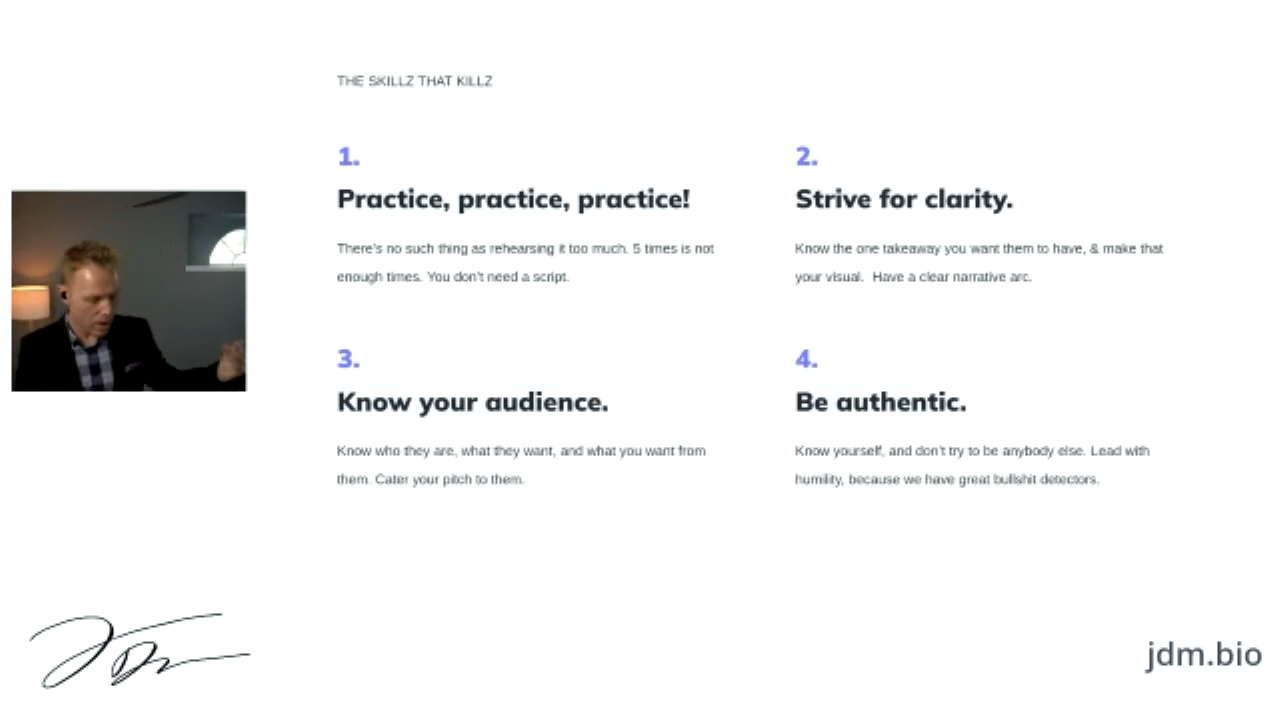 THE SKILLZ THAT KILLZ
1.
Practice, practice, practice!
There's no such thing as rehearsing it too much. 5 times is not
enough times. You don't need a script.
2.
Strive for clarity.
Know the one takeaway you want them to have, & make that
your visual.  Have a clear narrative arc.
3.
Know your audience.
Know who they are, what they want, and what you want from
them. Cater your pitch to them.
4.
Be authentic.
Know yourself, and don't try to be anybody else. Lead with
humility, because we have great bullshit detectors.
jdm.bio